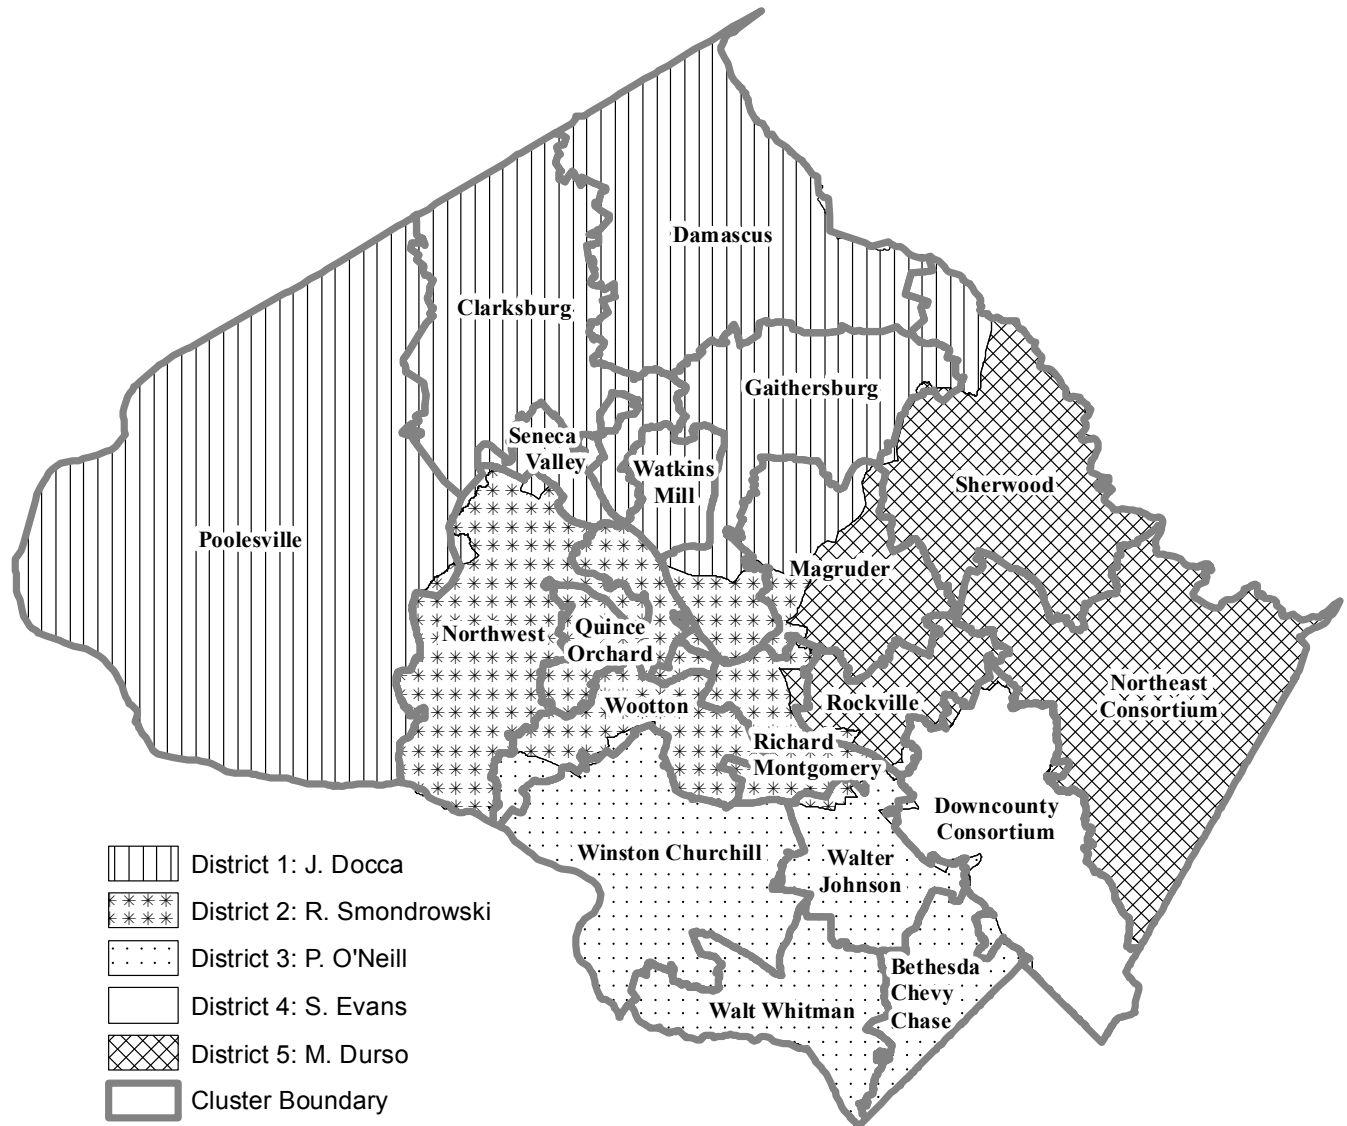 Damascus
Clarksburg
Gaithersburg
Seneca
Valley
Watkins
Mill
Sherwood
Poolesville
Magruder
Northwest
Quince
Orchard
Wootton
Rockville
Northeast
Consortium
Richard
Montgomery
Downcounty
Consortium
Winston Churchill
Walter
Johnson
Bethesda
Chevy
Chase
Walt Whitman
District 1: J. Docca
District 2: R. Smondrowski
District 3: P. O'Neill
District 4: S. Evans
District 5: M. Durso
Cluster Boundary